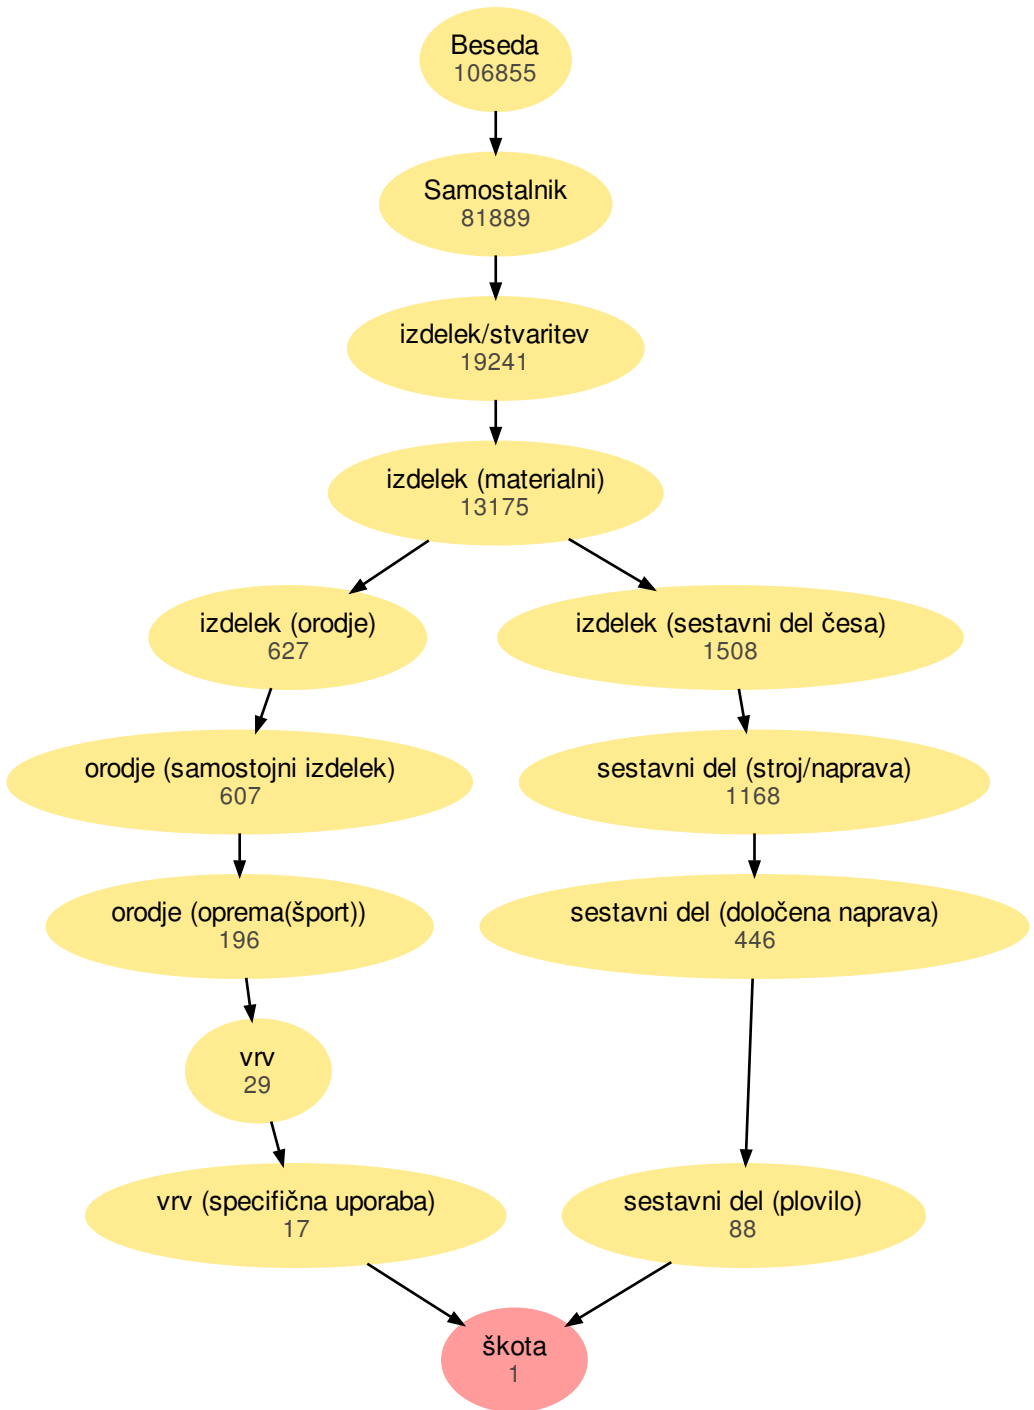 Beseda
106855
Samostalnik
81889
izdelek/stvaritev
19241
izdelek (materialni)
13175
izdelek (orodje)
627
izdelek (sestavni del česa)
1508
orodje (samostojni izdelek)
607
sestavni del (stroj/naprava)
1168
orodje (oprema(šport))
196
sestavni del (določena naprava)
446
vrv
29
vrv (specifična uporaba)
17
sestavni del (plovilo)
88
škota
1